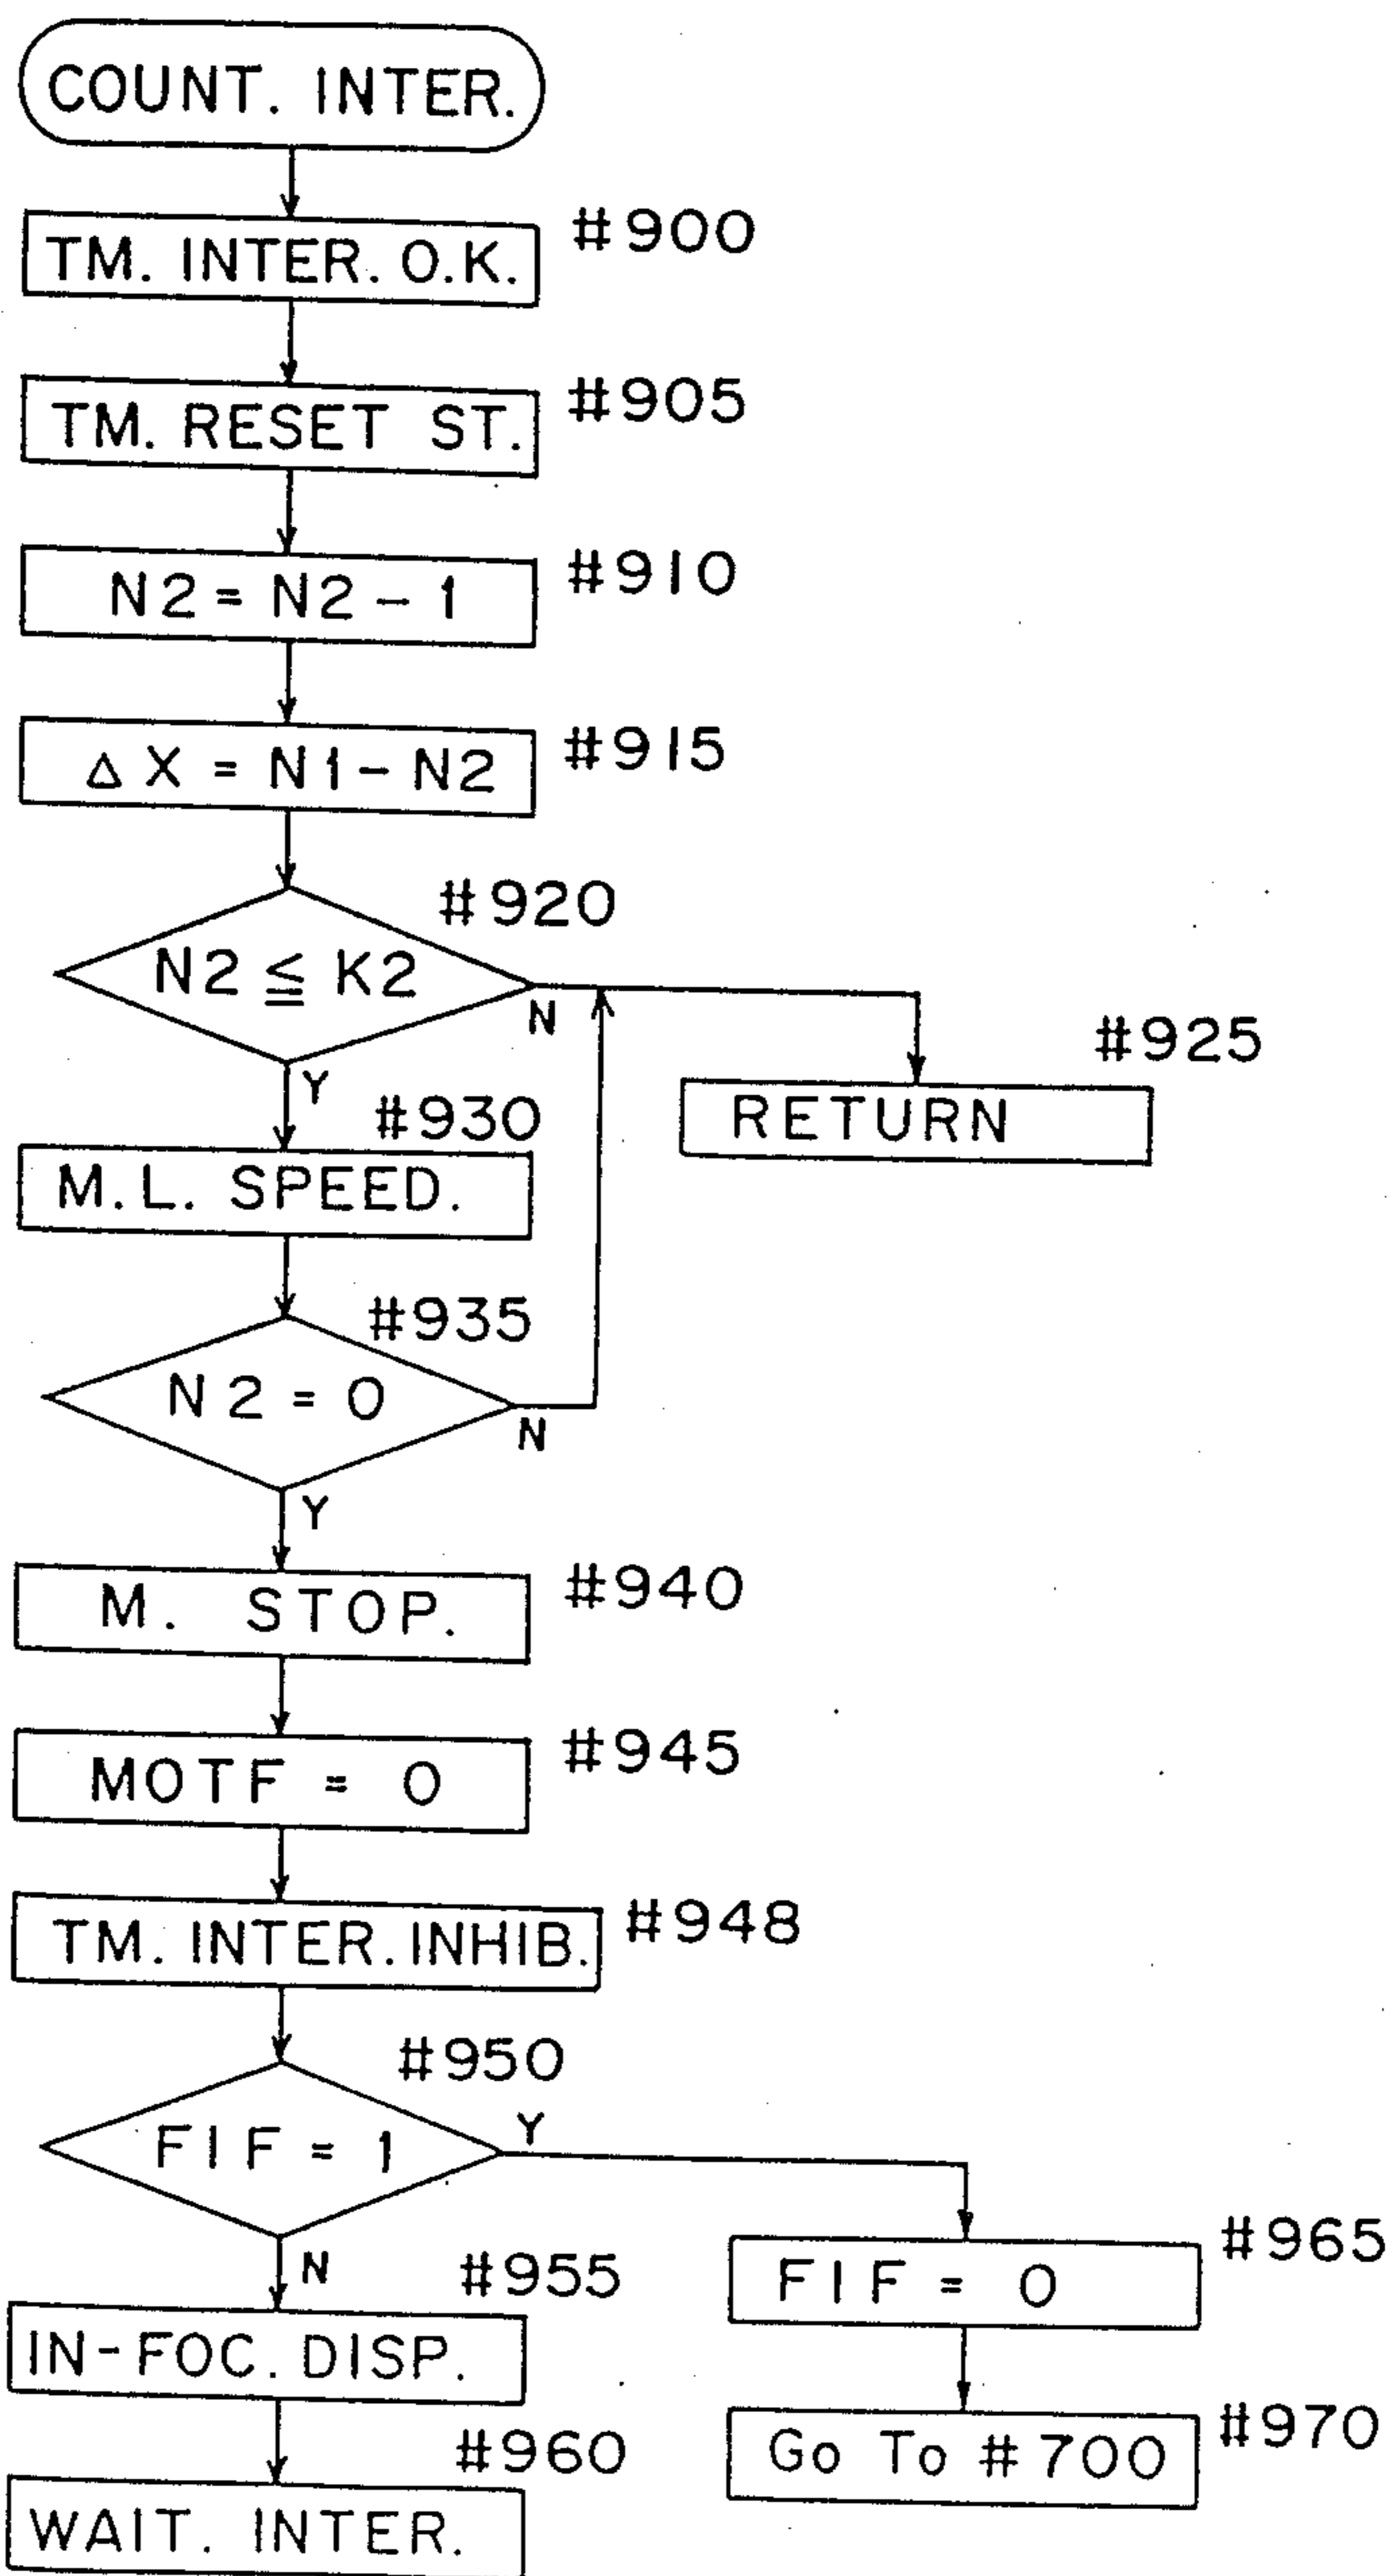 COUNT. INTER.
TM. INTER. O.K.
#900
TM. RESET ST.
#905
N2 = N2 - 1
#910
Δ X = N1 - N2
#915
#920
N2 ≦ K2
N
Y
#925
RETURN
#930
M. L. SPEED.
#935
N2 = 0
N
Y
M. STOP.
#940
MOTF = 0
#945
TM. INTER. INHIB.
#948
#950
FIF = 1
Y
N
#965
FIF = 0
#955
IN-FOC. DISP.
#970
Go To #700
#960
WAIT. INTER.